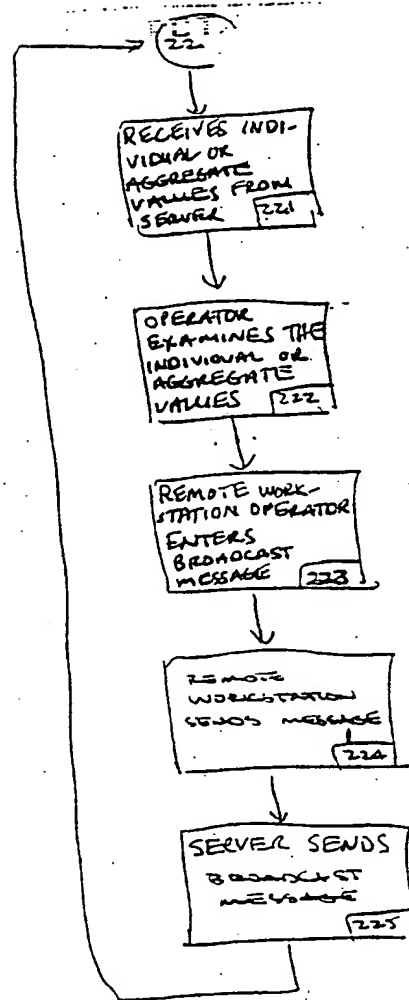 22
RECEIVES INDI-
VIDUAL OR
AGGREGATE
VALUES FROM
SERVER 221
OPERATOR
EXAMINES THE
INDIVIDUAL OR
AGGREGATE
VALUES 222
REMOTE WORK-
STATION OPERATOR
ENTERS
BROADCAST
MESSAGE 223
REMOTE
WORKSTATION
SENDS MESSAGE
224
SERVER SENDS
BROADCAST
MESSAGE
225